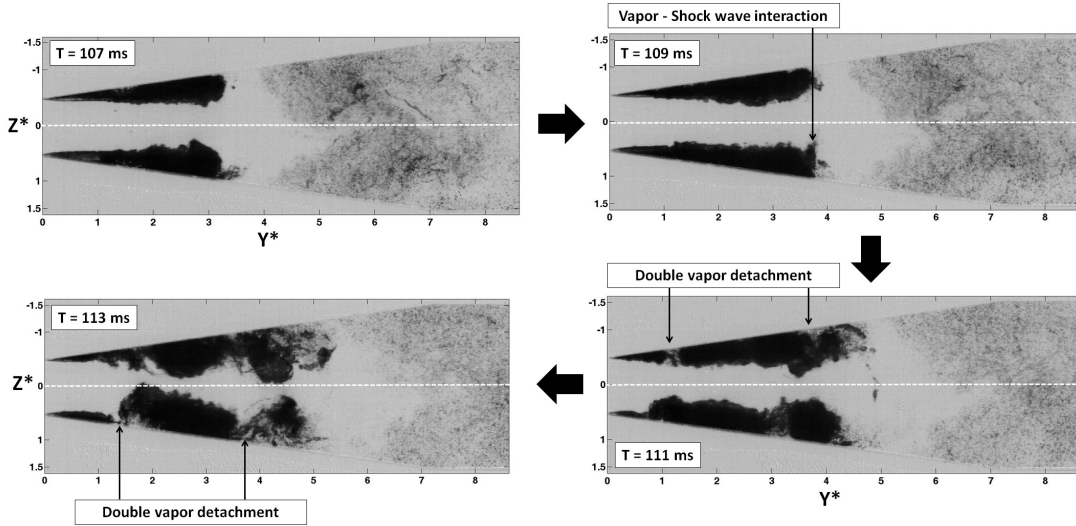 Vapor - Shock wave interaction
T = 107 ms
-1.5
-1
0
1
1.5
Z*
0 1 2 3 4 5 6 7 8
Y*
T = 109 ms
-1.5
-1
0
1
1.5
0 1 2 3 4 5 6 7 8
Double vapor detachment
T = 113 ms
-1.5
-1
0
1
1.5
Z*
0 1 2 3 4 5 6 7 8
Double vapor detachment
-1.5
-1
0
1
1.5
T = 111 ms
0 1 2 3 4 5 6 7 8
Y*